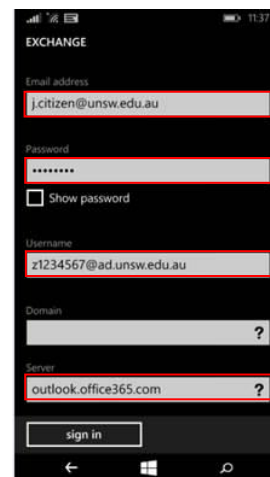 11:37
EXCHANGE
Email address
j.citizen@unsw.edu.au
Password
••••••••
Show password
Username
z1234567@ad.unsw.edu.au
Domain
?
Server
outlook.office365.com ?
sign in